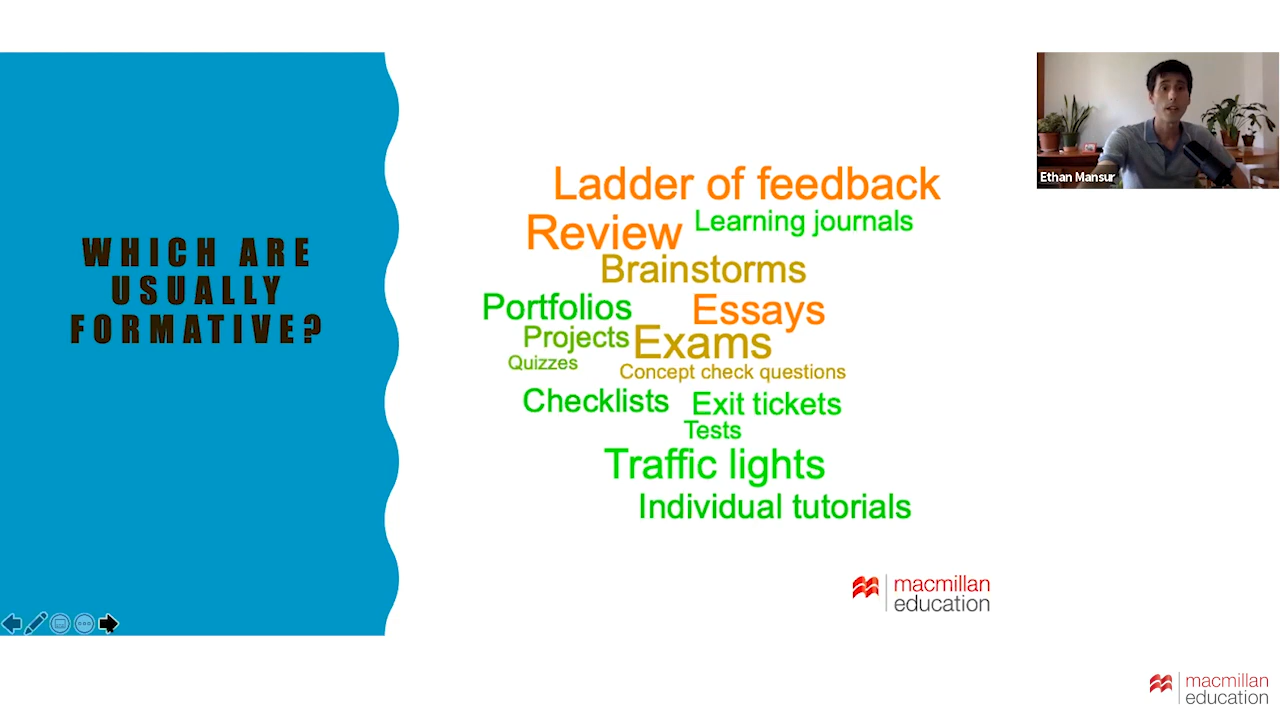 WHICH ARE
USUALLY
FORMATIVE?
Ladder of feedback
Review Learning journals
Brainstorms
Portfolios Essays
Projects Exams
Quizzes Concept check questions
Checklists Exit tickets
Tests
Traffic lights
Individual tutorials
macmillan
education
Ethan Mansur
macmillan
education